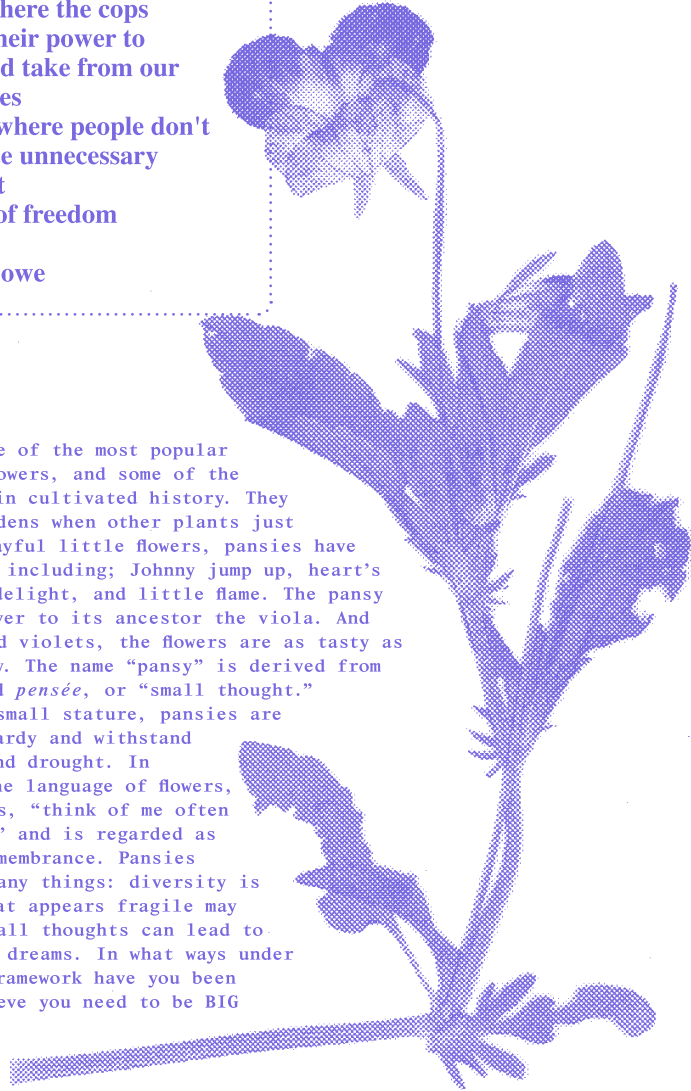 here the cops
heir power to
d take from our
es
where people don't
e unnecessary
t
of freedom
owe
e of the most popular
owers, and some of the
in cultivated history. They
dens when other plants just
ayful little flowers, pansies have
including; Johnny jump up, heart’s
delight, and little flame. The pansy
ver to its ancestor the viola. And
d violets, the flowers are as tasty as
y. The name “pansy” is derived from
d pensée, or “small thought.”
small stature, pansies are
ardy and withstand
nd drought. In
he language of flowers,
s, “think of me often
” and is regarded as
membrance. Pansies
any things: diversity is
at appears fragile may
all thoughts can lead to
dreams. In what ways under
ramework have you been
eve you need to be BIG